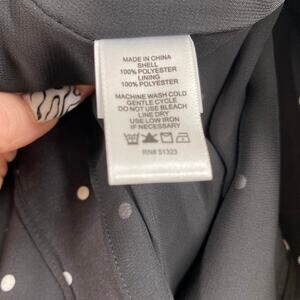 MADE IN CHINA
SHELL
100% POLYESTER
LINING
100% POLYESTER
MACHINE WASH COLD
GENTLE CYCLE
DO NOT USE BLEACH
LINE DRY
USE LOW IRON
IF NECESSARY
RN# 51323